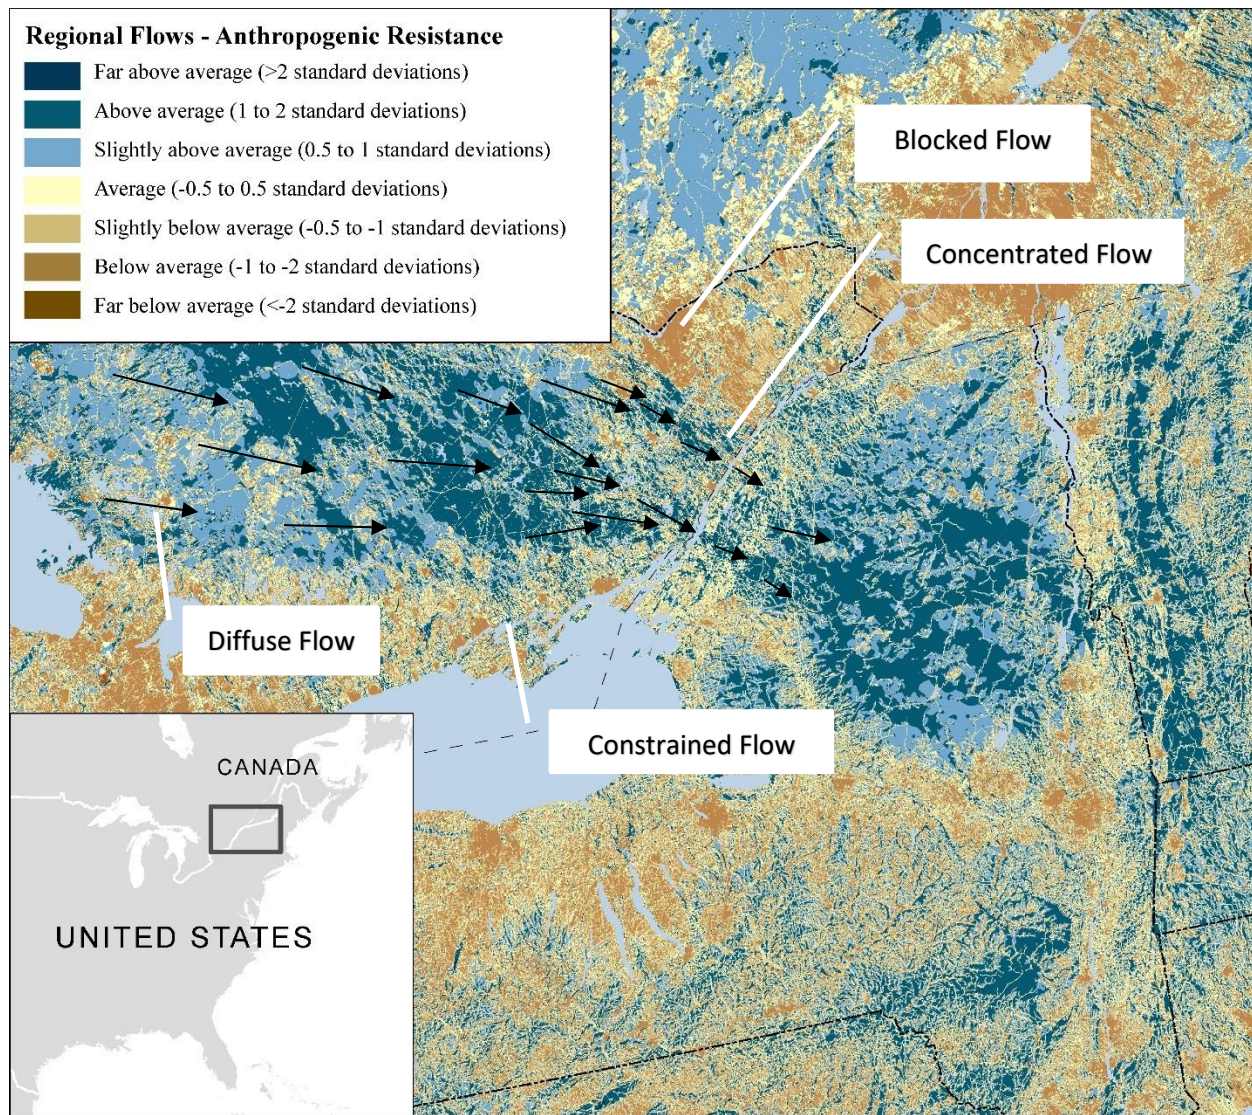 Regional Flows - Anthropogenic Resistance
Far above average (>2 standard deviations)
Above average (1 to 2 standard deviations)
Slightly above average (0.5 to 1 standard deviations)
Average (-0.5 to 0.5 standard deviations)
Slightly below average (-0.5 to -1 standard deviations)
Below average (-1 to -2 standard deviations)
Far below average (<-2 standard deviations)
Blocked Flow
Concentrated Flow
Diffuse Flow
Constrained Flow
CANADA
UNITED STATES